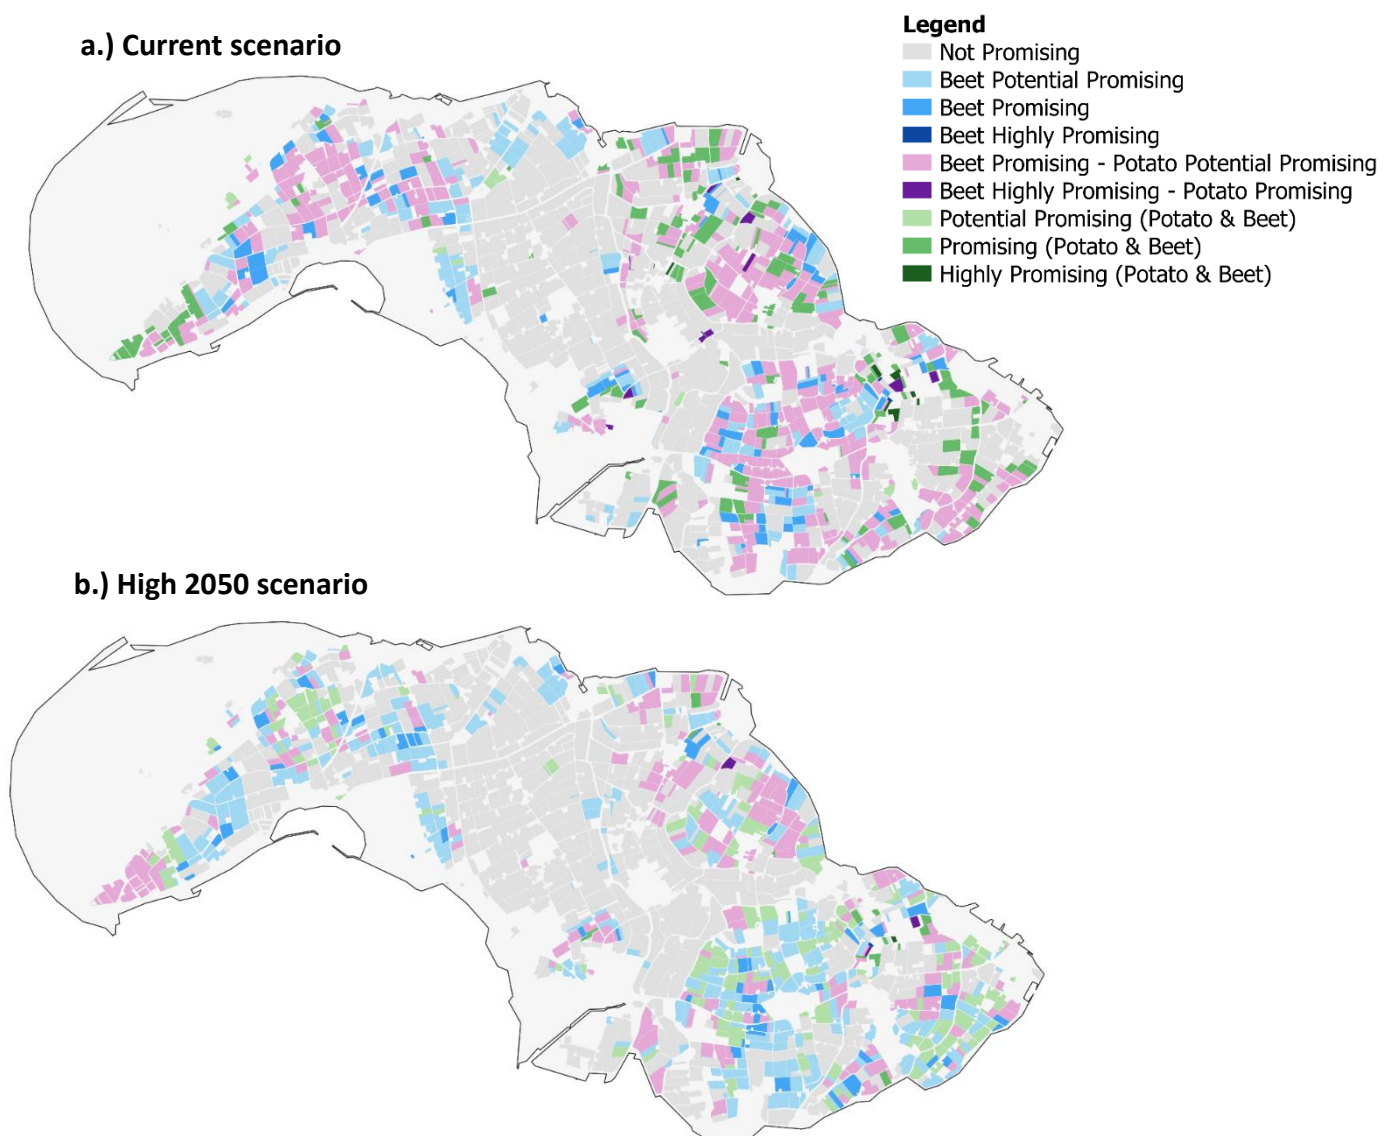 a.) Current scenario
Legend
Not Promising
Beet Potential Promising
Beet Promising
Beet Highly Promising
Beet Promising - Potato Potential Promising
Beet Highly Promising - Potato Promising
Potential Promising (Potato & Beet)
Promising (Potato & Beet)
Highly Promising (Potato & Beet)
b.) High 2050 scenario